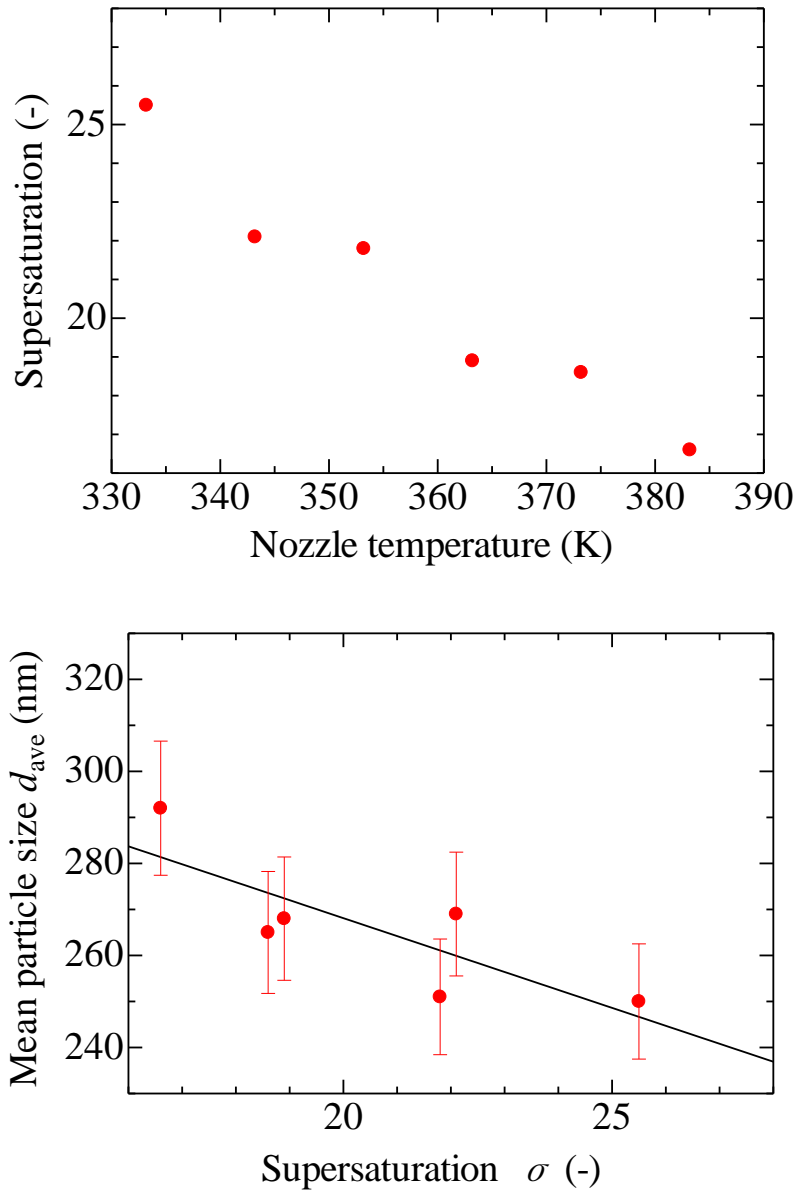 25
20
Supersaturation (-)
330 340 350 360 370 380 390
Nozzle temperature (K)
320
300
280
260
240
Mean particle size dave (nm)
20 25
Supersaturation σ (-)